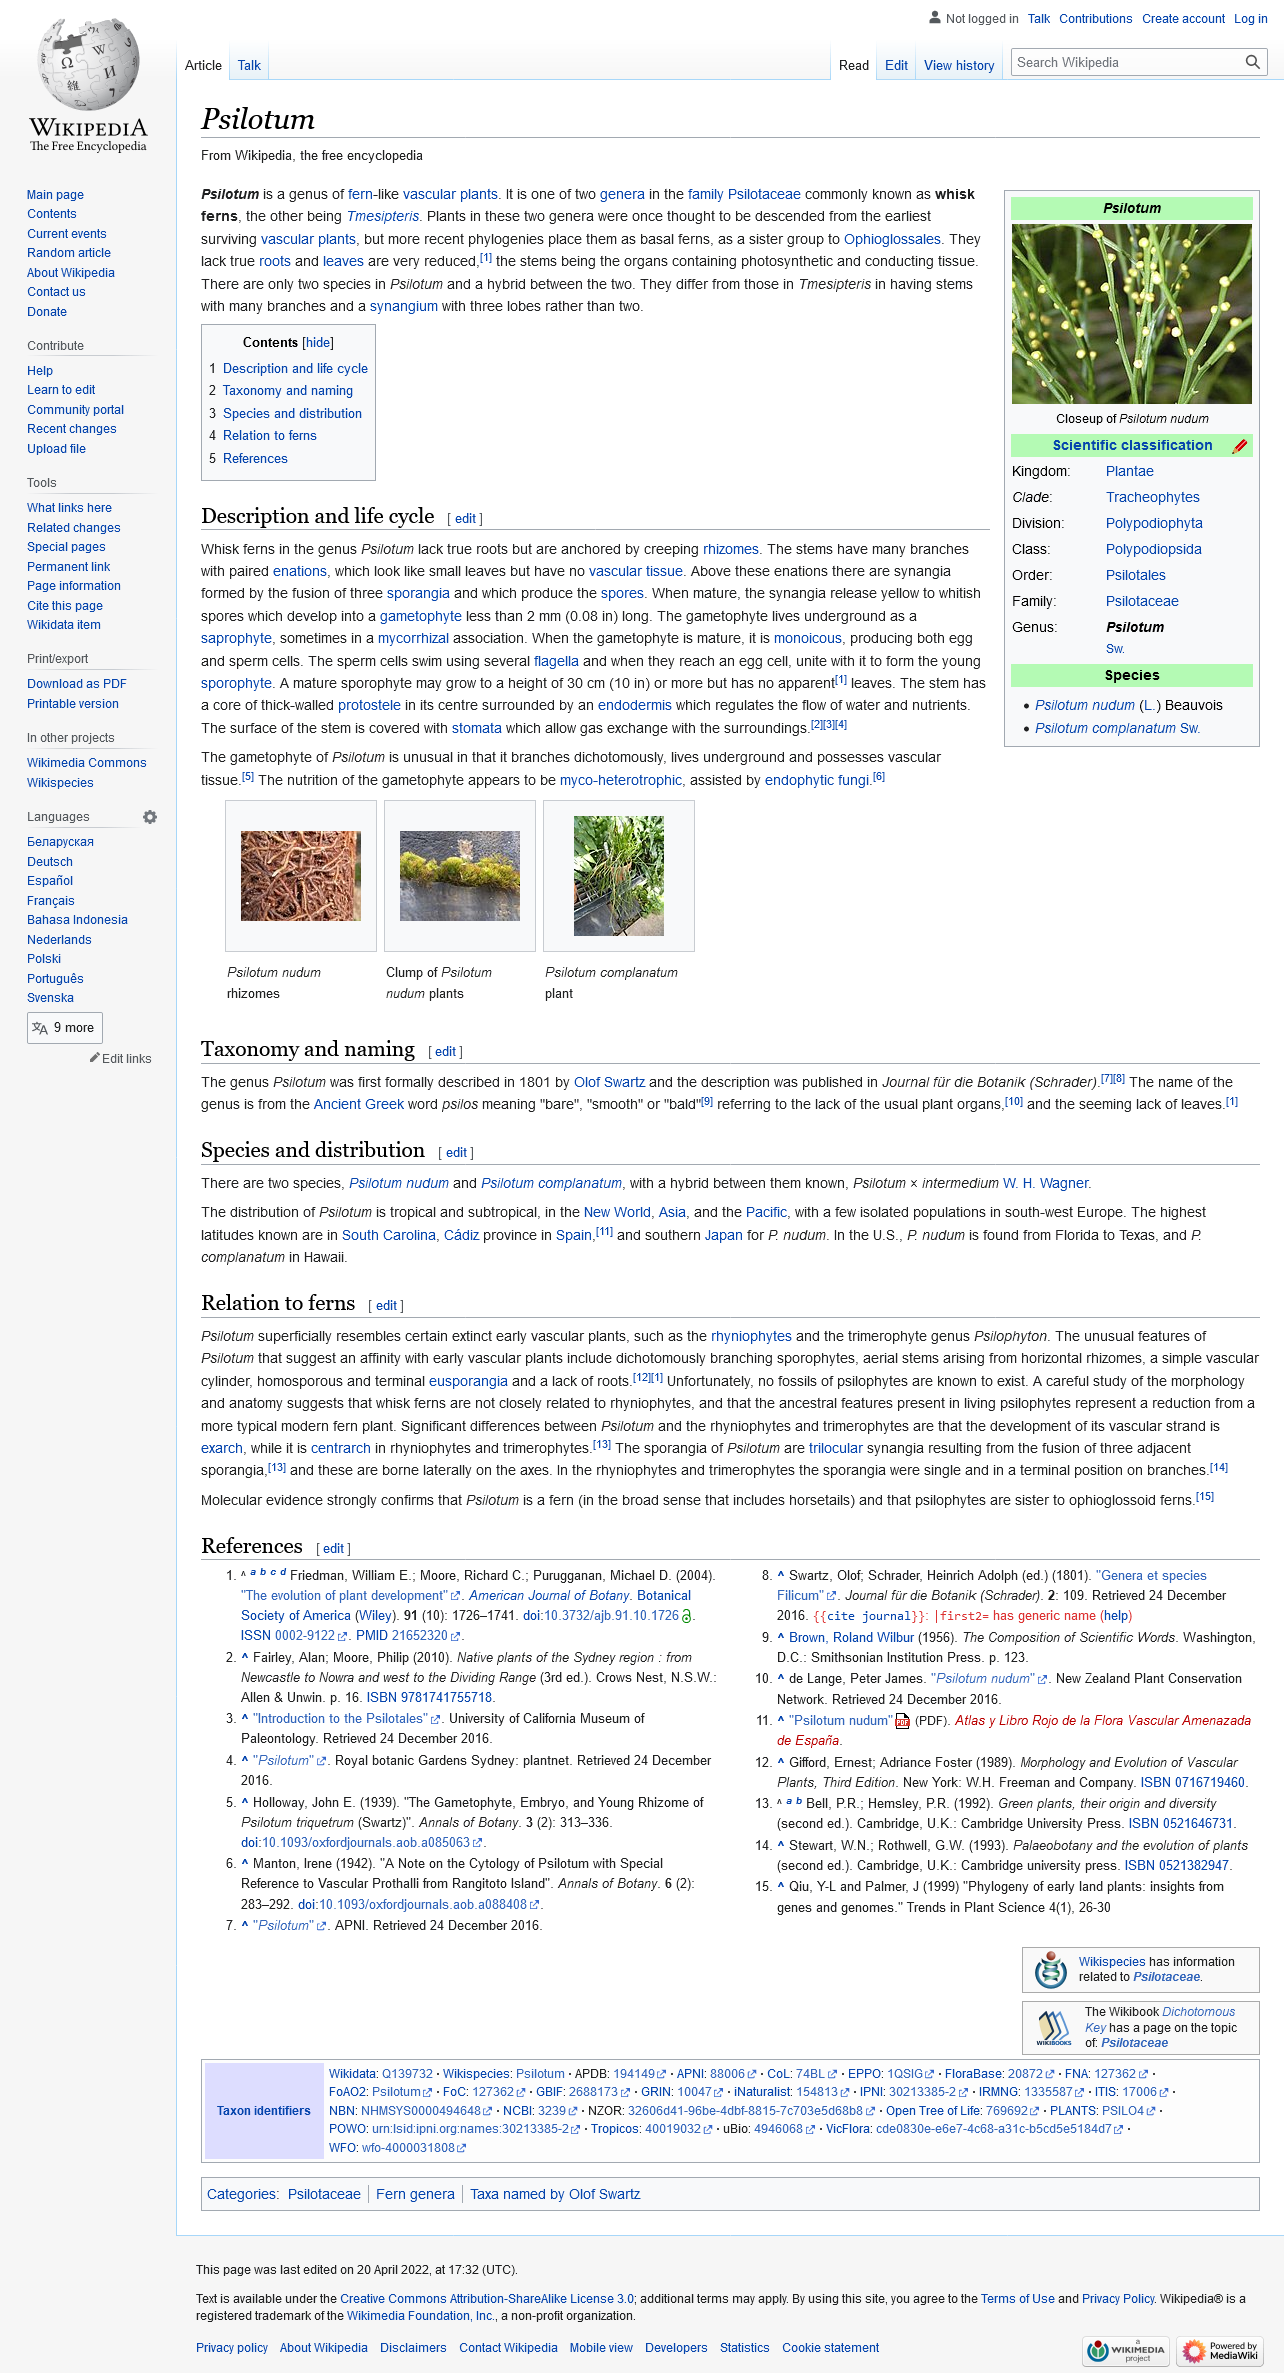 Not logged in Talk Contributions Create account Log in
Article Talk Read Edit View history Search Wikipedia
WIKIPEDIA
The Free Encyclopedia
Main page
Contents
Current events
Random article
About Wikipedia
Contact us
Donate
Contribute
Help
Learn to edit
Community portal
Recent changes
Upload file
Tools
What links here
Related changes
Special pages
Permanent link
Page information
Cite this page
Wikidata item
Print/export
Download as PDF
Printable version
In other projects
Wikimedia Commons
Wikispecies
Languages
Беларуская
Deutsch
Español
Français
Bahasa Indonesia
Nederlands
Polski
Português
Svenska
9 more
Edit links
Psilotum
From Wikipedia, the free encyclopedia
Psilotum is a genus of fern-like vascular plants. It is one of two genera in the family Psilotaceae commonly known as whisk
ferns, the other being Tmesipteris. Plants in these two genera were once thought to be descended from the earliest
surviving vascular plants, but more recent phylogenies place them as basal ferns, as a sister group to Ophioglossales. They
lack true roots and leaves are very reduced,[1] the stems being the organs containing photosynthetic and conducting tissue.
There are only two species in Psilotum and a hybrid between the two. They differ from those in Tmesipteris in having stems
with many branches and a synangium with three lobes rather than two.
Psilotum
Closeup of Psilotum nudum
Scientific classification
Kingdom: Plantae
Clade: Tracheophytes
Division: Polypodiophyta
Class: Polypodiopsida
Order: Psilotales
Family: Psilotaceae
Genus: Psilotum
Sw.
Species
• Psilotum nudum (L.) Beauvois
• Psilotum complanatum Sw.
Contents [hide]
1 Description and life cycle
2 Taxonomy and naming
3 Species and distribution
4 Relation to ferns
5 References
Description and life cycle [ edit ]
Whisk ferns in the genus Psilotum lack true roots but are anchored by creeping rhizomes. The stems have many branches
with paired enations, which look like small leaves but have no vascular tissue. Above these enations there are synangia
formed by the fusion of three sporangia and which produce the spores. When mature, the synangia release yellow to whitish
spores which develop into a gametophyte less than 2 mm (0.08 in) long. The gametophyte lives underground as a
saprophyte, sometimes in a mycorrhizal association. When the gametophyte is mature, it is monoicous, producing both egg
and sperm cells. The sperm cells swim using several flagella and when they reach an egg cell, unite with it to form the young
sporophyte. A mature sporophyte may grow to a height of 30 cm (10 in) or more but has no apparent[1] leaves. The stem has
a core of thick-walled protostele in its centre surrounded by an endodermis which regulates the flow of water and nutrients.
The surface of the stem is covered with stomata which allow gas exchange with the surroundings.[2][3][4]
The gametophyte of Psilotum is unusual in that it branches dichotomously, lives underground and possesses vascular
tissue.[5] The nutrition of the gametophyte appears to be myco-heterotrophic, assisted by endophytic fungi.[6]
Psilotum nudum
rhizomes
Clump of Psilotum
nudum plants
Psilotum complanatum
plant
Taxonomy and naming [ edit ]
The genus Psilotum was first formally described in 1801 by Olof Swartz and the description was published in Journal für die Botanik (Schrader).[7][8] The name of the
genus is from the Ancient Greek word psilos meaning "bare", "smooth" or "bald"[9] referring to the lack of the usual plant organs,[10] and the seeming lack of leaves.[1]
Species and distribution [ edit ]
There are two species, Psilotum nudum and Psilotum complanatum, with a hybrid between them known, Psilotum × intermedium W. H. Wagner.
The distribution of Psilotum is tropical and subtropical, in the New World, Asia, and the Pacific, with a few isolated populations in south-west Europe. The highest
latitudes known are in South Carolina, Cádiz province in Spain,[11] and southern Japan for P. nudum. In the U.S., P. nudum is found from Florida to Texas, and P.
complanatum in Hawaii.
Relation to ferns [ edit ]
Psilotum superficially resembles certain extinct early vascular plants, such as the rhyniophytes and the trimerophyte genus Psilophyton. The unusual features of
Psilotum that suggest an affinity with early vascular plants include dichotomously branching sporophytes, aerial stems arising from horizontal rhizomes, a simple vascular
cylinder, homosporous and terminal eusporangia and a lack of roots.[12][1] Unfortunately, no fossils of psilophytes are known to exist. A careful study of the morphology
and anatomy suggests that whisk ferns are not closely related to rhyniophytes, and that the ancestral features present in living psilophytes represent a reduction from a
more typical modern fern plant. Significant differences between Psilotum and the rhyniophytes and trimerophytes are that the development of its vascular strand is
exarch, while it is centrarch in rhyniophytes and trimerophytes.[13] The sporangia of Psilotum are trilocular synangia resulting from the fusion of three adjacent
sporangia,[13] and these are borne laterally on the axes. In the rhyniophytes and trimerophytes the sporangia were single and in a terminal position on branches.[14]
Molecular evidence strongly confirms that Psilotum is a fern (in the broad sense that includes horsetails) and that psilophytes are sister to ophioglossoid ferns.[15]
References [ edit ]
1. ^ a b c d Friedman, William E.; Moore, Richard C.; Purugganan, Michael D. (2004).
"The evolution of plant development". American Journal of Botany. Botanical
Society of America (Wiley). 91 (10): 1726–1741. doi:10.3732/ajb.91.10.1726.
ISSN 0002-9122. PMID 21652320.
2. ^ Fairley, Alan; Moore, Philip (2010). Native plants of the Sydney region : from
Newcastle to Nowra and west to the Dividing Range (3rd ed.). Crows Nest, N.S.W.:
Allen & Unwin. p. 16. ISBN 9781741755718.
3. ^ "Introduction to the Psilotales". University of California Museum of
Paleontology. Retrieved 24 December 2016.
4. ^ "Psilotum". Royal botanic Gardens Sydney: plantnet. Retrieved 24 December
2016.
5. ^ Holloway, John E. (1939). "The Gametophyte, Embryo, and Young Rhizome of
Psilotum triquetrum (Swartz)". Annals of Botany. 3 (2): 313–336.
doi:10.1093/oxfordjournals.aob.a085063.
6. ^ Manton, Irene (1942). "A Note on the Cytology of Psilotum with Special
Reference to Vascular Prothalli from Rangitoto Island". Annals of Botany. 6 (2):
283–292. doi:10.1093/oxfordjournals.aob.a088408.
7. ^ "Psilotum". APNI. Retrieved 24 December 2016.
8. ^ Swartz, Olof; Schrader, Heinrich Adolph (ed.) (1801). "Genera et species
Filicum". Journal für die Botanik (Schrader). 2: 109. Retrieved 24 December
2016. {{cite journal}}: |first2= has generic name (help)
9. ^ Brown, Roland Wilbur (1956). The Composition of Scientific Words. Washington,
D.C.: Smithsonian Institution Press. p. 123.
10. ^ de Lange, Peter James. "Psilotum nudum". New Zealand Plant Conservation
Network. Retrieved 24 December 2016.
11. ^ "Psilotum nudum" (PDF). Atlas y Libro Rojo de la Flora Vascular Amenazada
de España.
12. ^ Gifford, Ernest; Adriance Foster (1989). Morphology and Evolution of Vascular
Plants, Third Edition. New York: W.H. Freeman and Company. ISBN 0716719460.
13. ^ a b Bell, P.R.; Hemsley, P.R. (1992). Green plants, their origin and diversity
(second ed.). Cambridge, U.K.: Cambridge University Press. ISBN 0521646731.
14. ^ Stewart, W.N.; Rothwell, G.W. (1993). Palaeobotany and the evolution of plants
(second ed.). Cambridge, U.K.: Cambridge university press. ISBN 0521382947.
15. ^ Qiu, Y-L and Palmer, J (1999) "Phylogeny of early land plants: insights from
genes and genomes." Trends in Plant Science 4(1), 26-30
Wikispecies has information
related to Psilotaceae.
WIKIBOOKS
The Wikibook Dichotomous
Key has a page on the topic
of: Psilotaceae
Taxon identifiers
Wikidata: Q139732 · Wikispecies: Psilotum · APDB: 194149 · APNI: 88006 · CoL: 74BL · EPPO: 1QSIG · FloraBase: 20872 · FNA: 127362 ·
FoAO2: Psilotum · FoC: 127362 · GBIF: 2688173 · GRIN: 10047 · iNaturalist: 154813 · IPNI: 30213385-2 · IRMNG: 1335587 · ITIS: 17006 ·
NBN: NHMSYS0000494648 · NCBI: 3239 · NZOR: 32606d41-96be-4dbf-8815-7c703e5d68b8 · Open Tree of Life: 769692 · PLANTS: PSILO4 ·
POWO: urn:lsid:ipni.org:names:30213385-2 · Tropicos: 40019032 · uBio: 4946068 · VicFlora: cde0830e-e6e7-4c68-a31c-b5cd5e5184d7 ·
WFO: wfo-4000031808
Categories: Psilotaceae | Fern genera | Taxa named by Olof Swartz
This page was last edited on 20 April 2022, at 17:32 (UTC).
Text is available under the Creative Commons Attribution-ShareAlike License 3.0; additional terms may apply. By using this site, you agree to the Terms of Use and Privacy Policy. Wikipedia® is a
registered trademark of the Wikimedia Foundation, Inc., a non-profit organization.
Privacy policy About Wikipedia Disclaimers Contact Wikipedia Mobile view Developers Statistics Cookie statement
A WIKIMEDIA project
Powered by MediaWiki